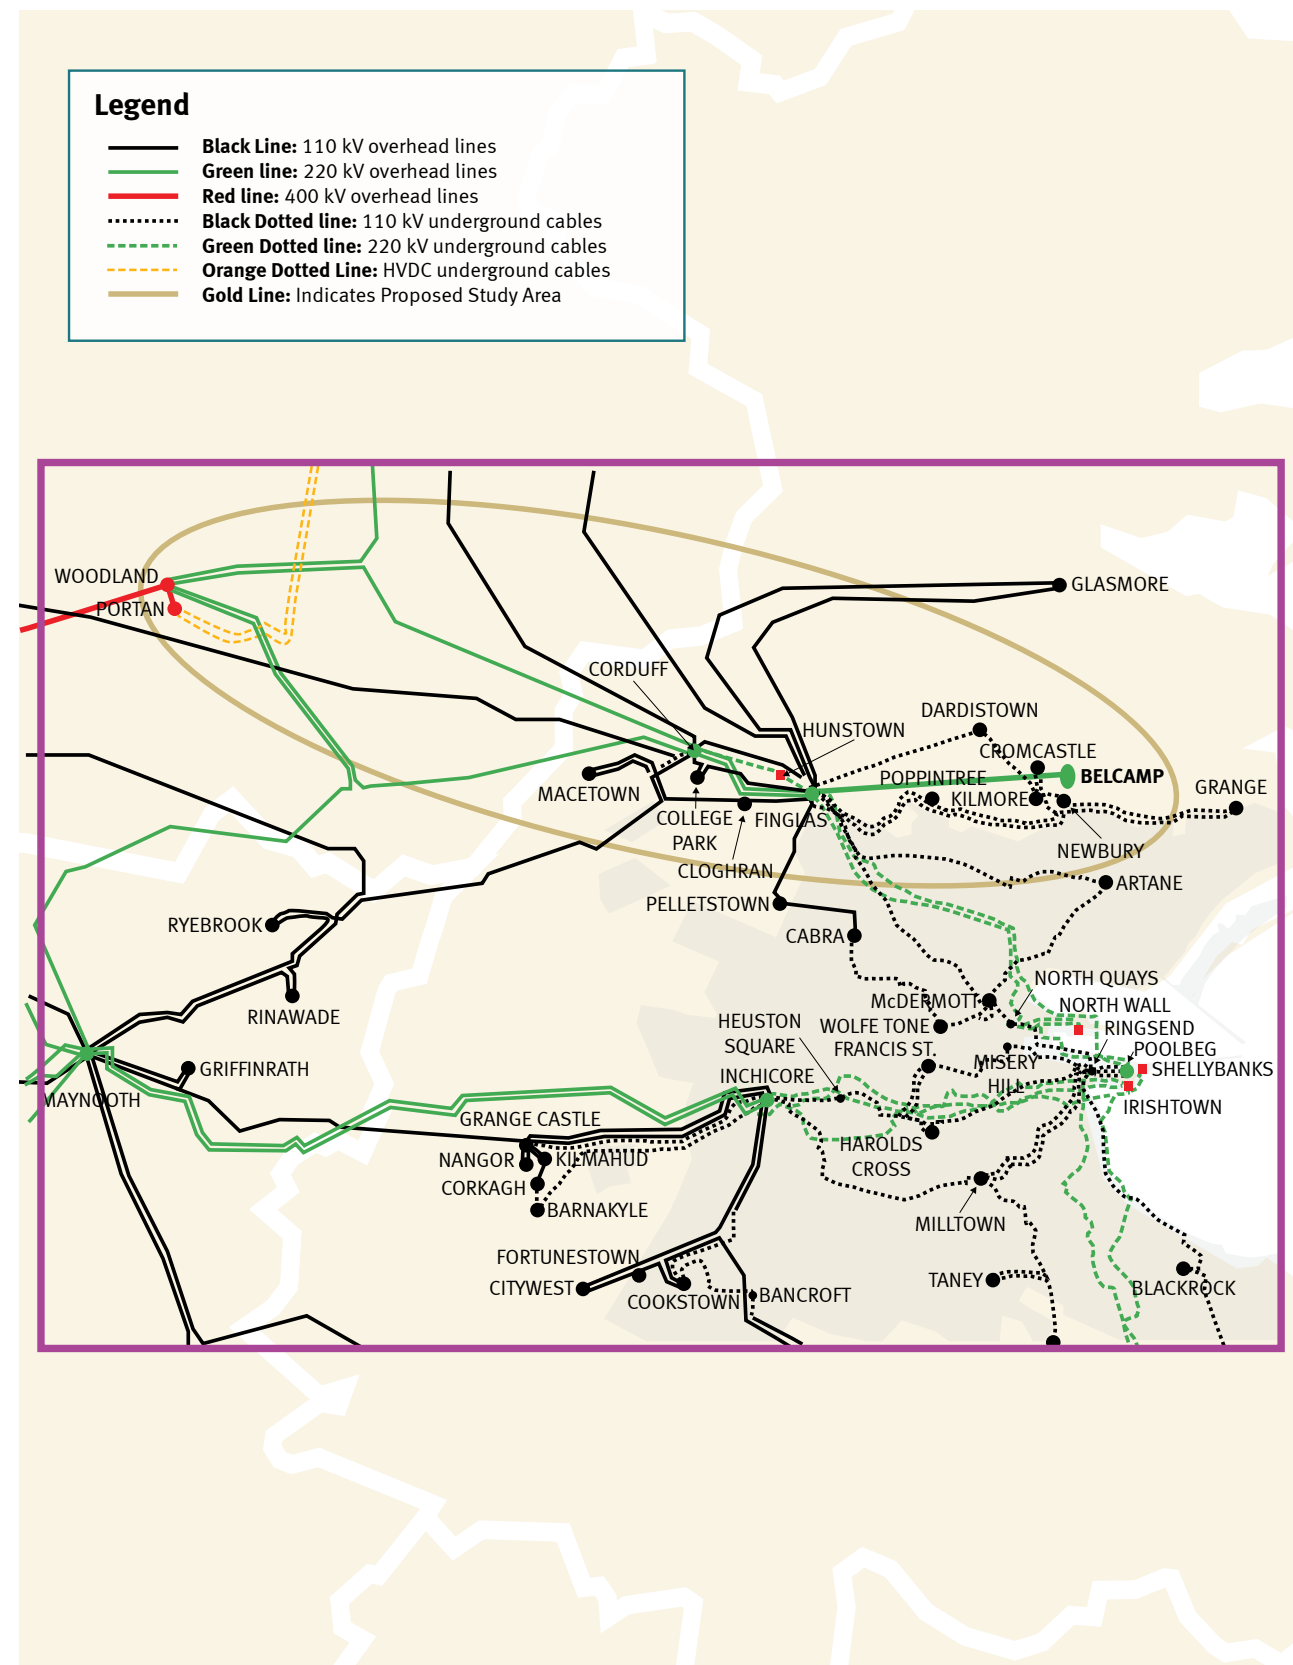 Legend
Black Line: 110 kV overhead lines
Green line: 220 kV overhead lines
Red line: 400 kV overhead lines
Black Dotted line: 110 kV underground cables
Green Dotted line: 220 kV underground cables
Orange Dotted Line: HVDC underground cables
Gold Line: Indicates Proposed Study Area
WOODLAND
PORTAN
GLASMORE
CORDUFF
DARDISTOWN
HUNSTOWN
CROMCASTLE
POPPINTREE
BELCAMP
MACETOWN
KILMORE
GRANGE
COLLEGE
PARK
FINGLAS
CLOGHRAN
NEWBURY
ARTANE
PELLETSTOWN
RYEBROOK
CABRA
NORTH QUAYS
McDERMOTT
NORTH WALL
RINAWADE
HEUSTON
SQUARE
WOLFE TONE
RINGSEND
FRANCIS ST.
POOLBEG
MISERY
HILL
SHELLYBANKS
GRIFFINRATH
INCHICORE
MAYNOOTH
IRISHTOWN
GRANGE CASTLE
HAROLDS
CROSS
NANGOR
KILMAHUD
CORKAGH
BARNAKYLE
MILLTOWN
FORTUNESTOWN
CITYWEST
COOKSTOWN
BANCROFT
TANEY
BLACKROCK